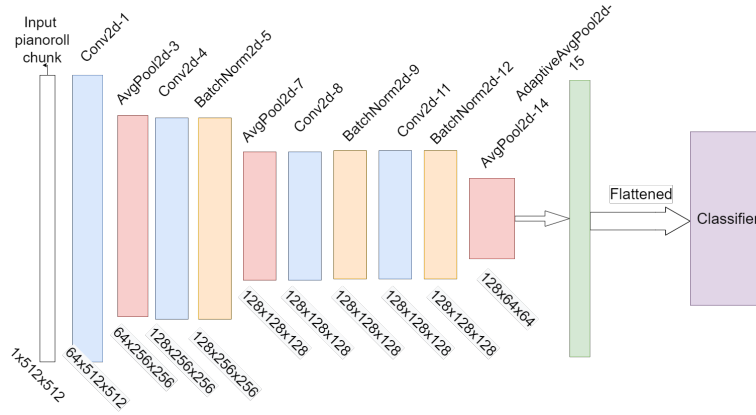 Input
pianoroll
chunk
Conv2d-1
AvgPool2d-3
Conv2d-4
BatchNorm2d-5
AvgPool2d-7
Conv2d-8
BatchNorm2d-9
Conv2d-11
BatchNorm2d-12
AvgPool2d-14
AdaptiveAvgPool2d-
15
Flattened
Classifier
1x512x512
64x512x512
64x256x256
128x256x256
128x256x256
128x128x128
128x128x128
128x128x128
128x128x128
128x128x128
128x64x64